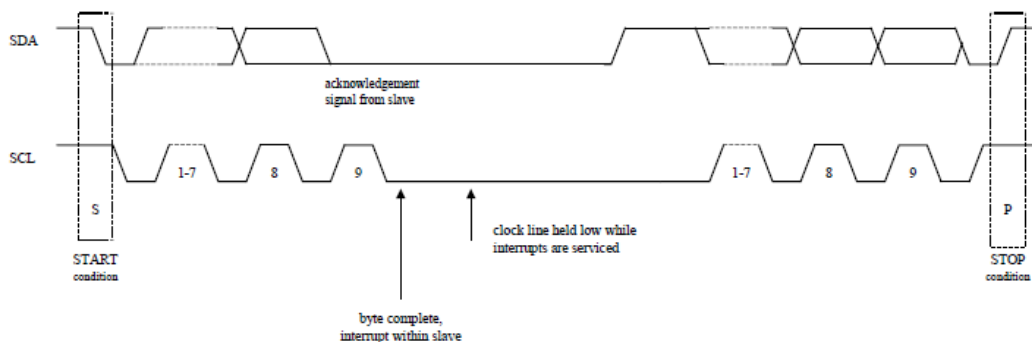 SDA
acknowledgement
signal from slave
SCL
1-7
8
9
1-7
8
9
S
P
clock line held low while
interrupts are serviced
START
condition
STOP
condition
byte complete,
interrupt within slave